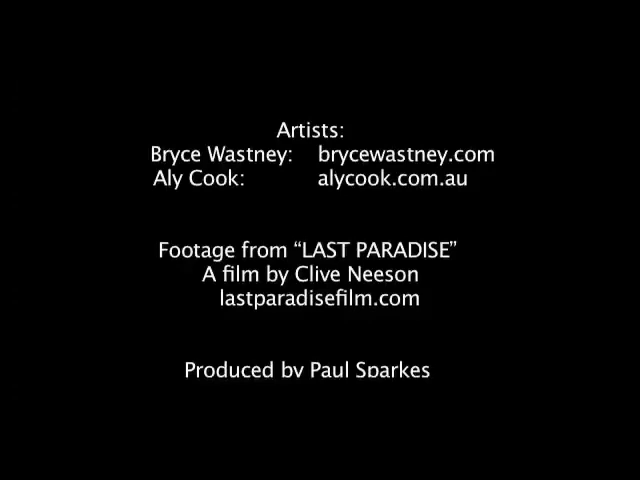 Artists:
Bryce Wastney: brycewastney.com
Aly Cook: alycook.com.au
Footage from “LAST PARADISE”
A film by Clive Neeson
lastparadisefilm.com
Produced by Paul Sparkes